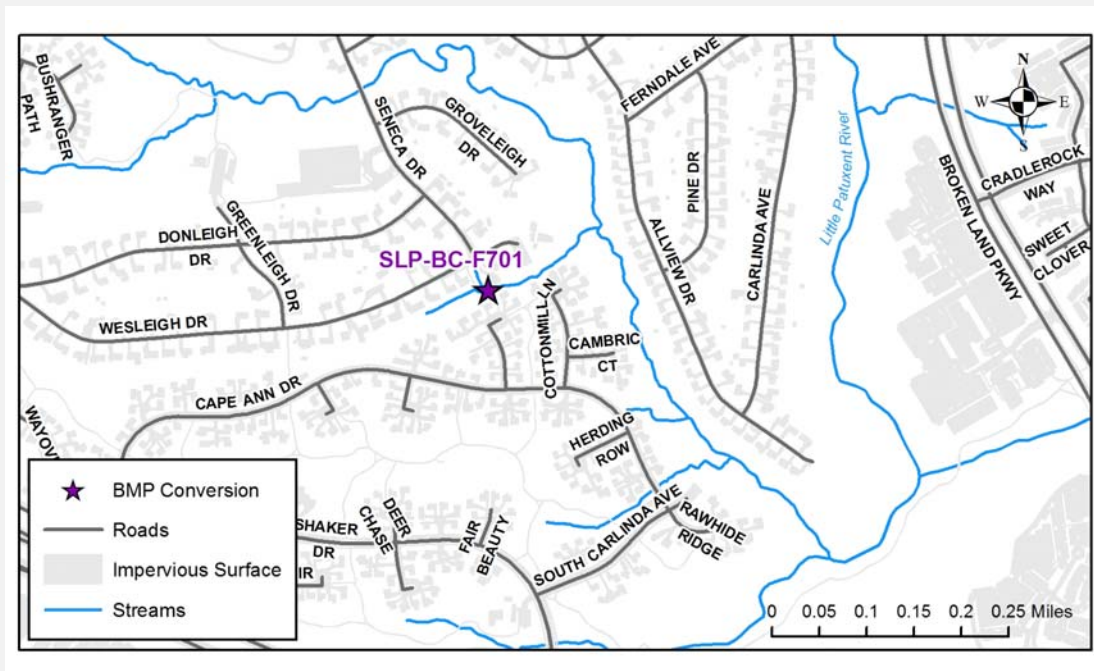 BUSHRANGER
PATH
SENECA DR
GROVELEIGH
DR
FERNDALE AVE
PINE DR
ALLVIEW DR
CARLINDA AVE
Little Patuxent River
N
W
E
S
BROKEN LAND PKWY
CRADLEROCK
WAY
SWEET
CLOVER
DONLEIGH
DR
GREENLEIGH DR
SLP-BC-F701
WESLEIGH DR
COTTONMILL LN
CAMBRIC
CT
CAPE ANN DR
HERDING
ROW
SOUTH CARLINDA AVE
RAWHIDE
RIDGE
SHAKER
DR
DEER
CHASE
FAIR
BEAUTY
IR
BMP Conversion
Roads
Impervious Surface
Streams
0 0.05 0.1 0.15 0.2 0.25 Miles